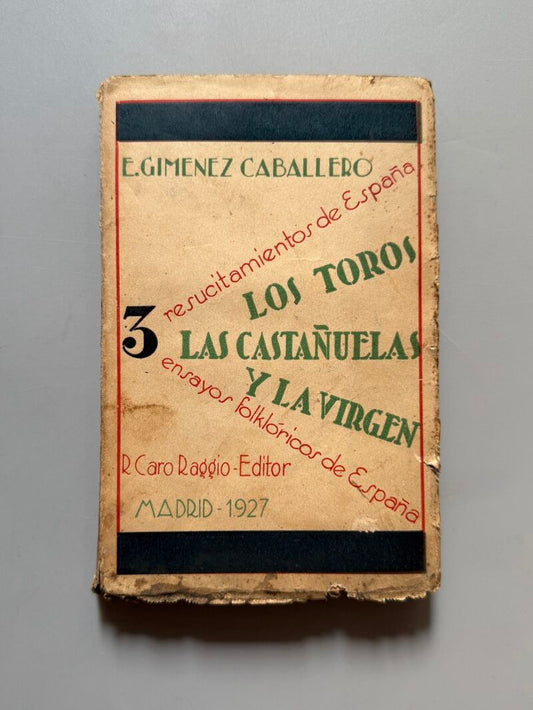 E. GIMENEZ CABALLERO
3
resucitamientos de España
LOS TOROS
LAS CASTAÑUELAS
Y LA VIRGEN
ensayos folklóricos de España
R. Caro Raggio-Editor
MADRID-1927